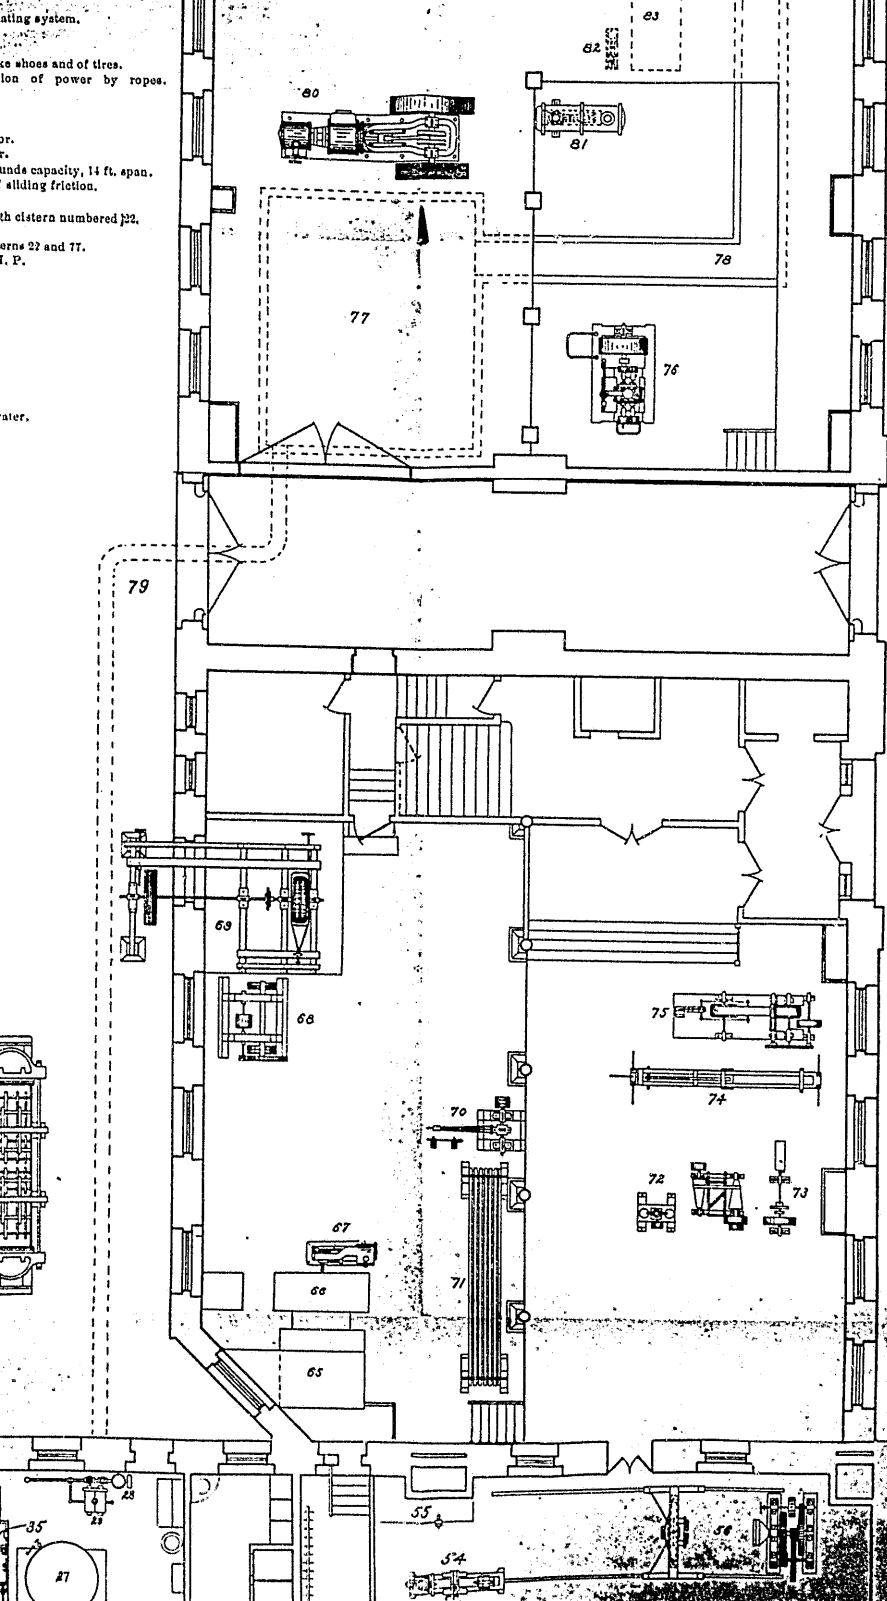 ating system.
ke shoes and of tires.
ion of power by ropes.
or.
r.
unds capacity, 14 ft. span.
sliding friction.
th cistern numbered 22.
erns 22 and 77.
I. P.
ater.
83
82
80
81
78
77
76
79
69
68
75
74
70
72
73
67
66
71
65
28
29
35
27
55
56
54